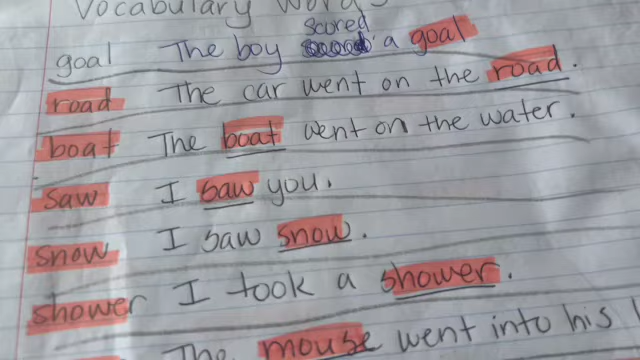 Vocabulary Words
scored
goal The boy a goal
road The car went on the road.
boat The boat went on the water.
saw I saw you.
snow I saw snow.
shower I took a shower.
The mouse went into his